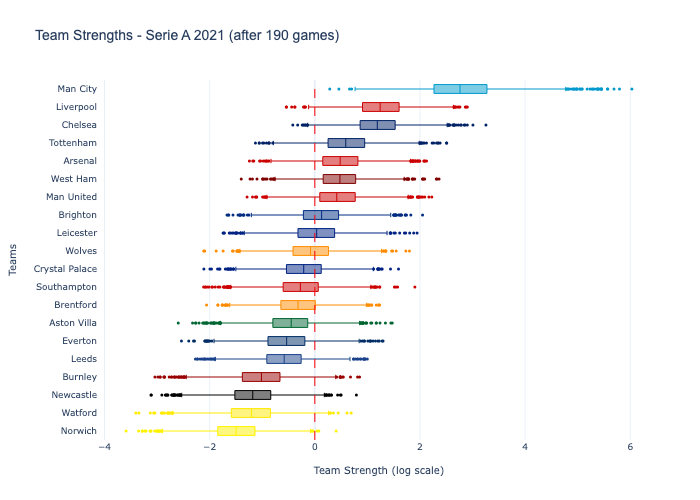 Team Strengths - Serie A 2021 (after 190 games)
Man City
Liverpool
Chelsea
Tottenham
Arsenal
West Ham
Man United
Brighton
Leicester
Wolves
Crystal Palace
Southampton
Brentford
Aston Villa
Everton
Leeds
Burnley
Newcastle
Watford
Norwich
Teams
−4 −2 0 2 4 6
Team Strength (log scale)